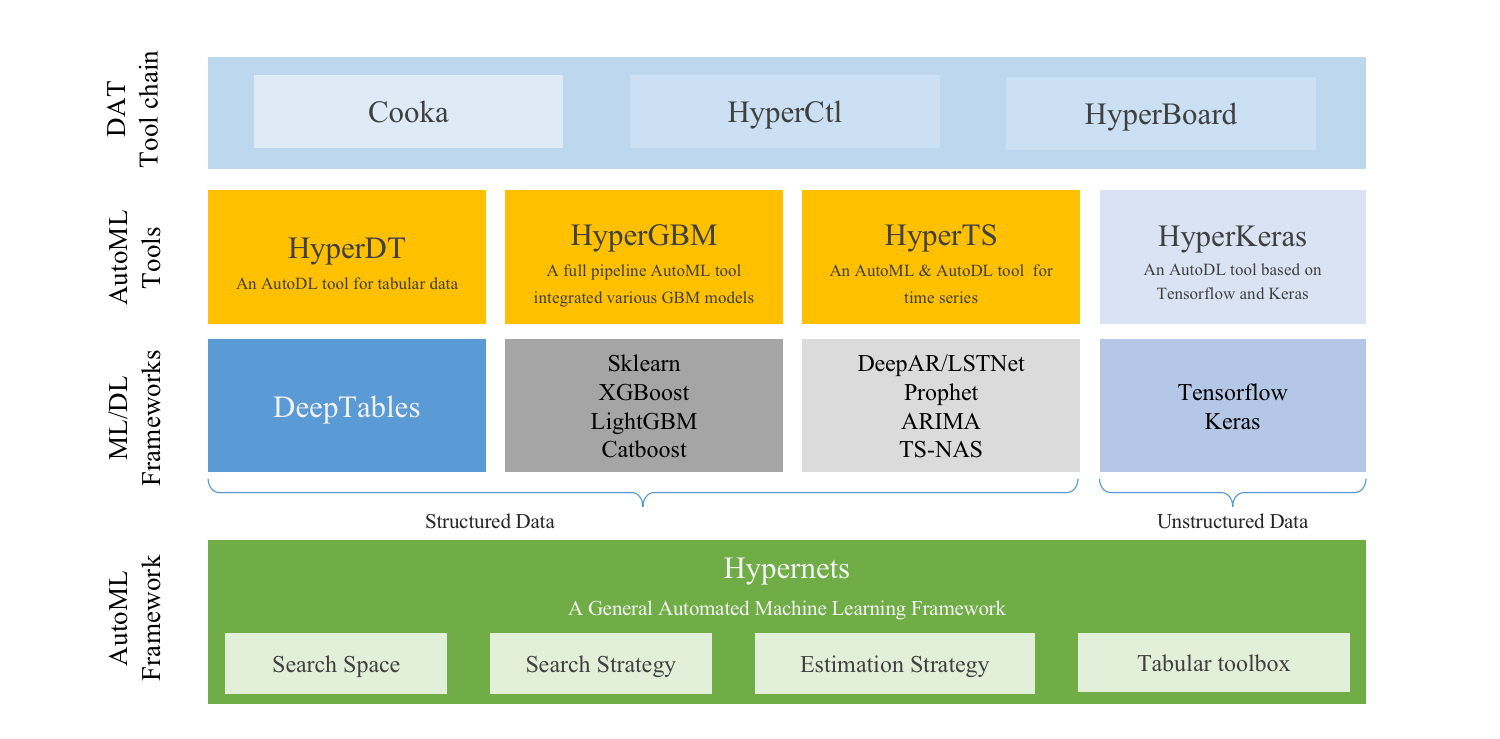 DAT
Tool chain
Cooka
HyperCtl
HyperBoard
AutoML
Tools
HyperDT
An AutoDL tool for tabular data
HyperGBM
A full pipeline AutoML tool
integrated various GBM models
HyperTS
An AutoML & AutoDL tool for
time series
HyperKeras
An AutoDL tool based on
Tensorflow and Keras
ML/DL
Frameworks
DeepTables
Sklearn
XGBoost
LightGBM
Catboost
DeepAR/LSTNet
Prophet
ARIMA
TS-NAS
Tensorflow
Keras
Structured Data
Unstructured Data
AutoML
Framework
Hypernets
A General Automated Machine Learning Framework
Search Space
Search Strategy
Estimation Strategy
Tabular toolbox